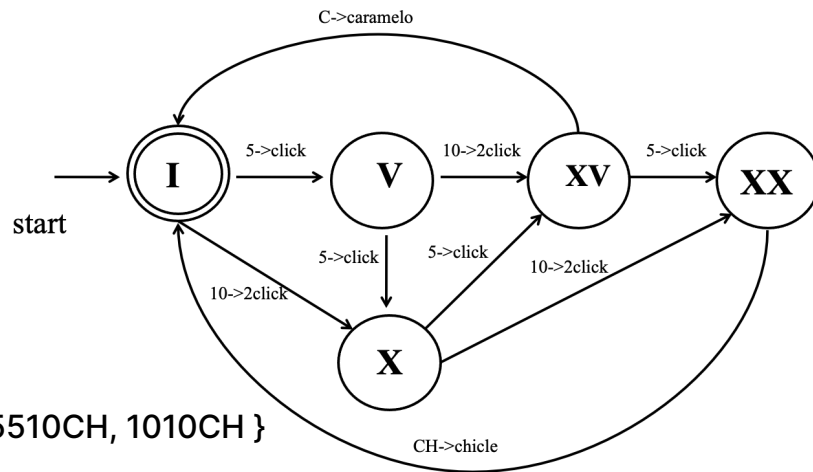 C->caramelo
5->click
10->2click
5->click
I
V
XV
XX
start
5->click
5->click
10->2click
10->2click
X
5510CH, 1010CH }
CH->chicle